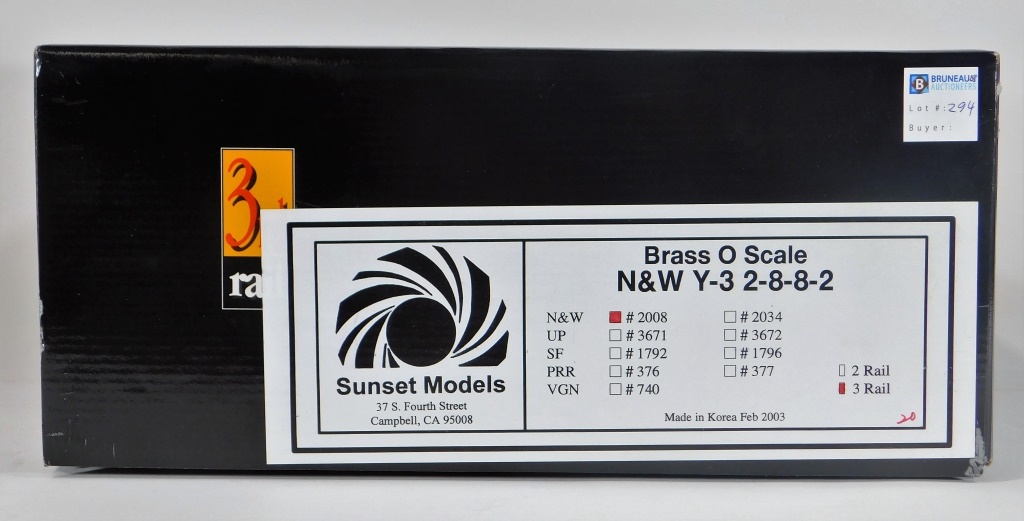 BRUNEAU&
AUCTIONEERS
Lot #: 294
Buyer:
3
rai
Brass O Scale
N&W Y-3 2-8-8-2
N&W # 2008 # 2034
UP # 3671 # 3672
SF # 1792 # 1796
PRR # 376 # 377 2 Rail
VGN # 740 3 Rail
Made in Korea Feb 2003
20
Sunset Models
37 S. Fourth Street
Campbell, CA 95008